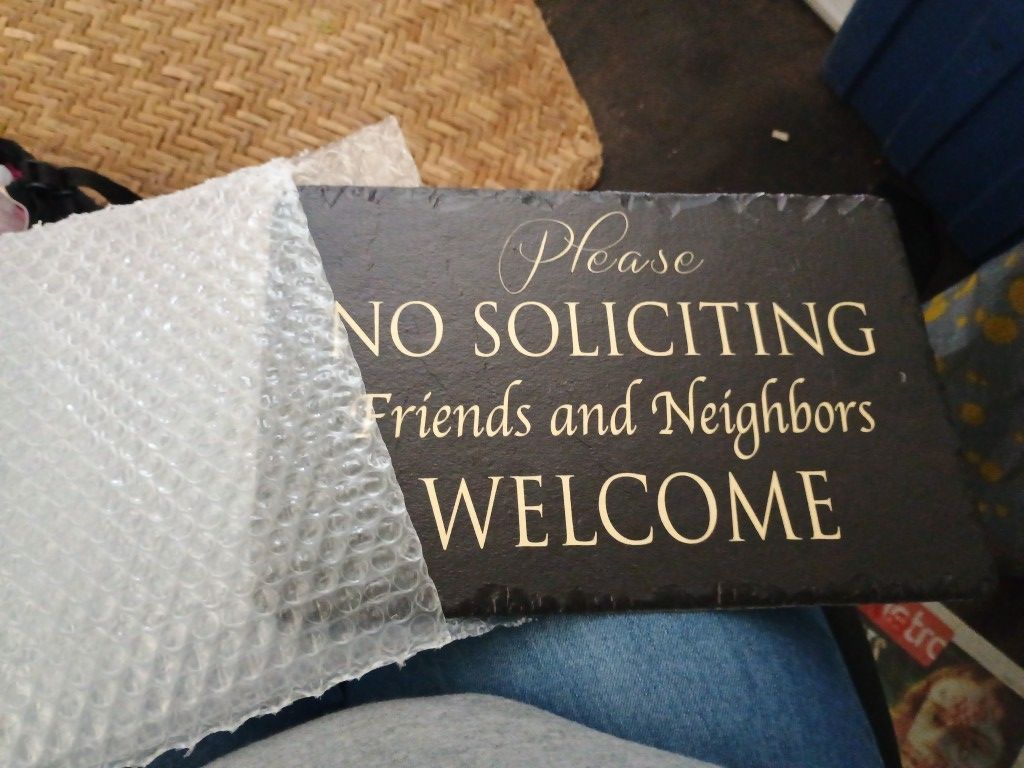 Please
NO SOLICITING
Friends and Neighbors
WELCOME